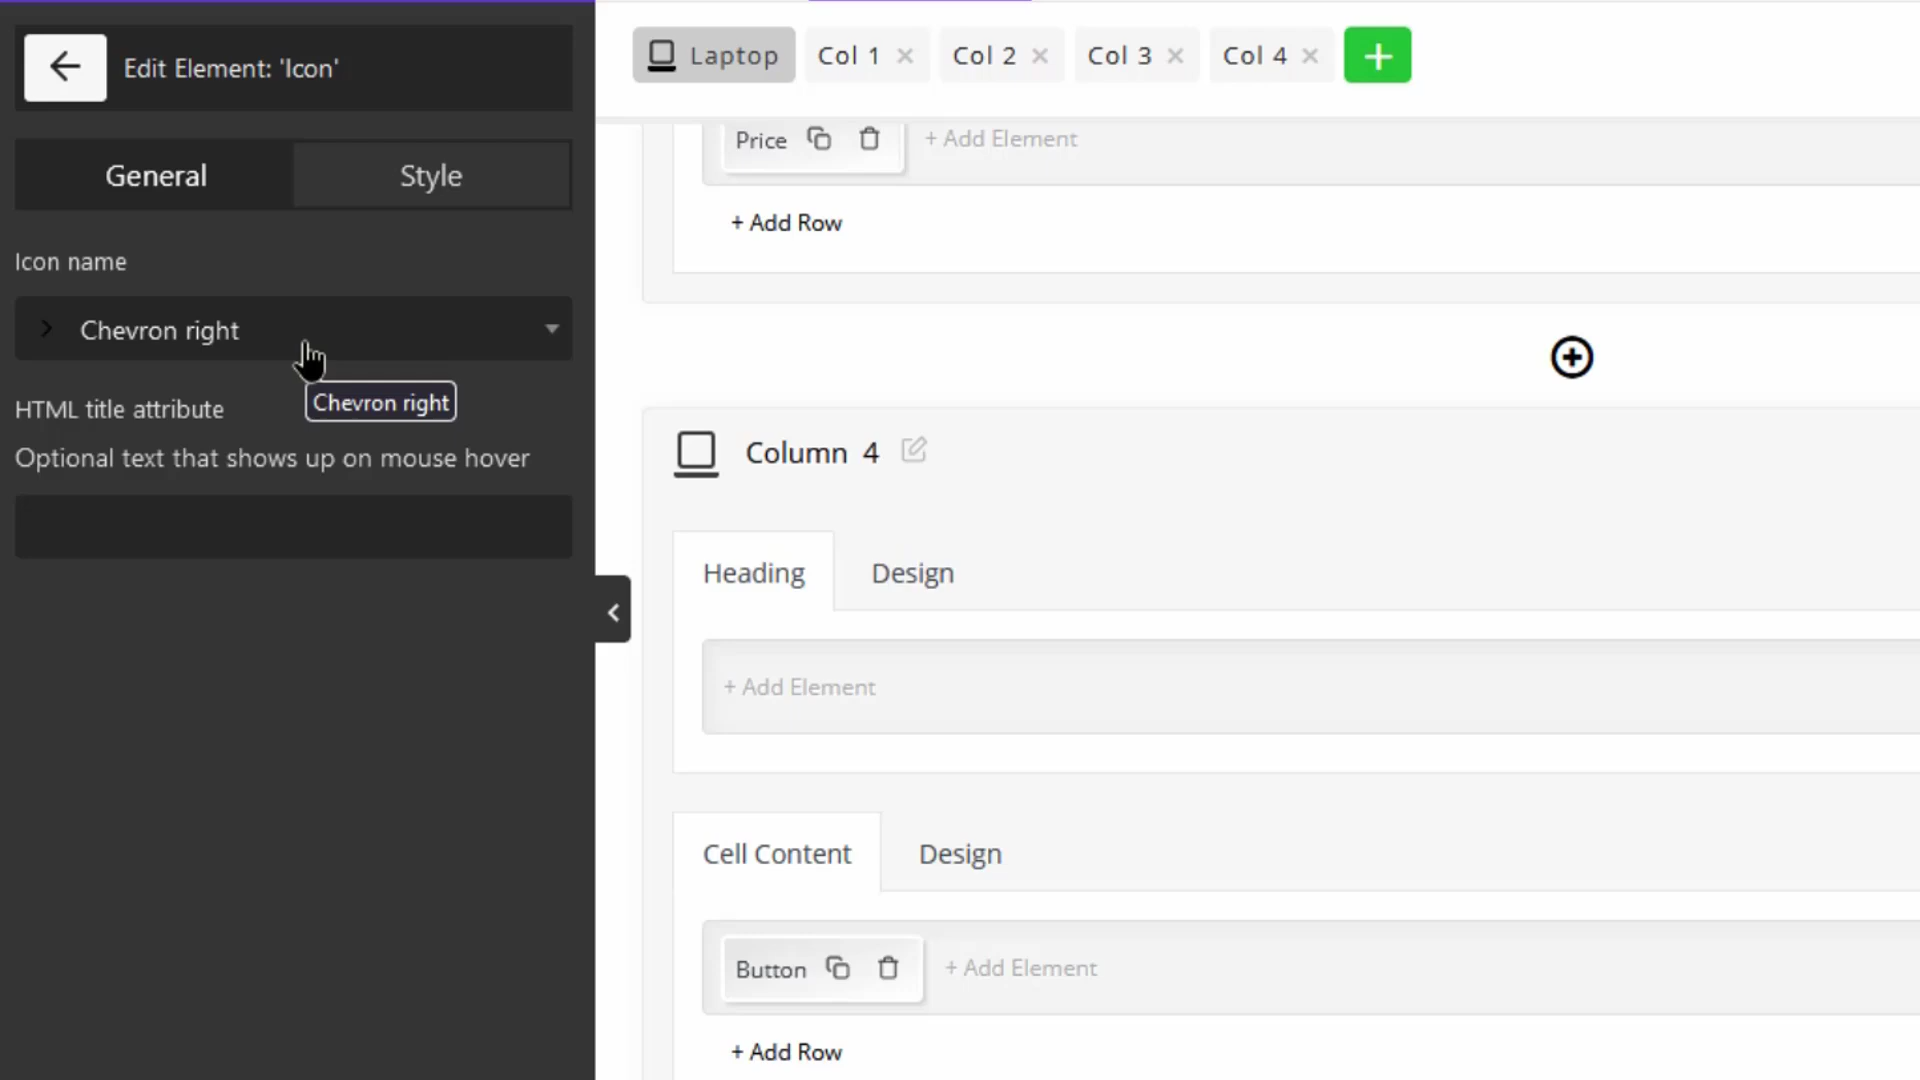 Edit Element: 'Icon'
General
Style
Icon name
Chevron right
Chevron right
HTML title attribute
Optional text that shows up on mouse hover
Laptop
Col 1
Col 2
Col 3
Col 4
Price
+ Add Element
+ Add Row
Column 4
Heading
Design
+ Add Element
Cell Content
Design
Button
+ Add Element
+ Add Row